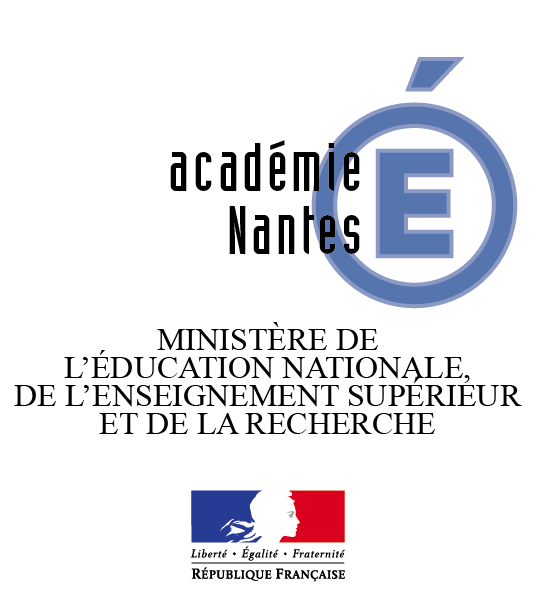 académie
Nantes
É
MINISTÈRE DE
L’ÉDUCATION NATIONALE,
DE L’ENSEIGNEMENT SUPÉRIEUR
ET DE LA RECHERCHE
Liberté • Égalité • Fraternité
RÉPUBLIQUE FRANÇAISE